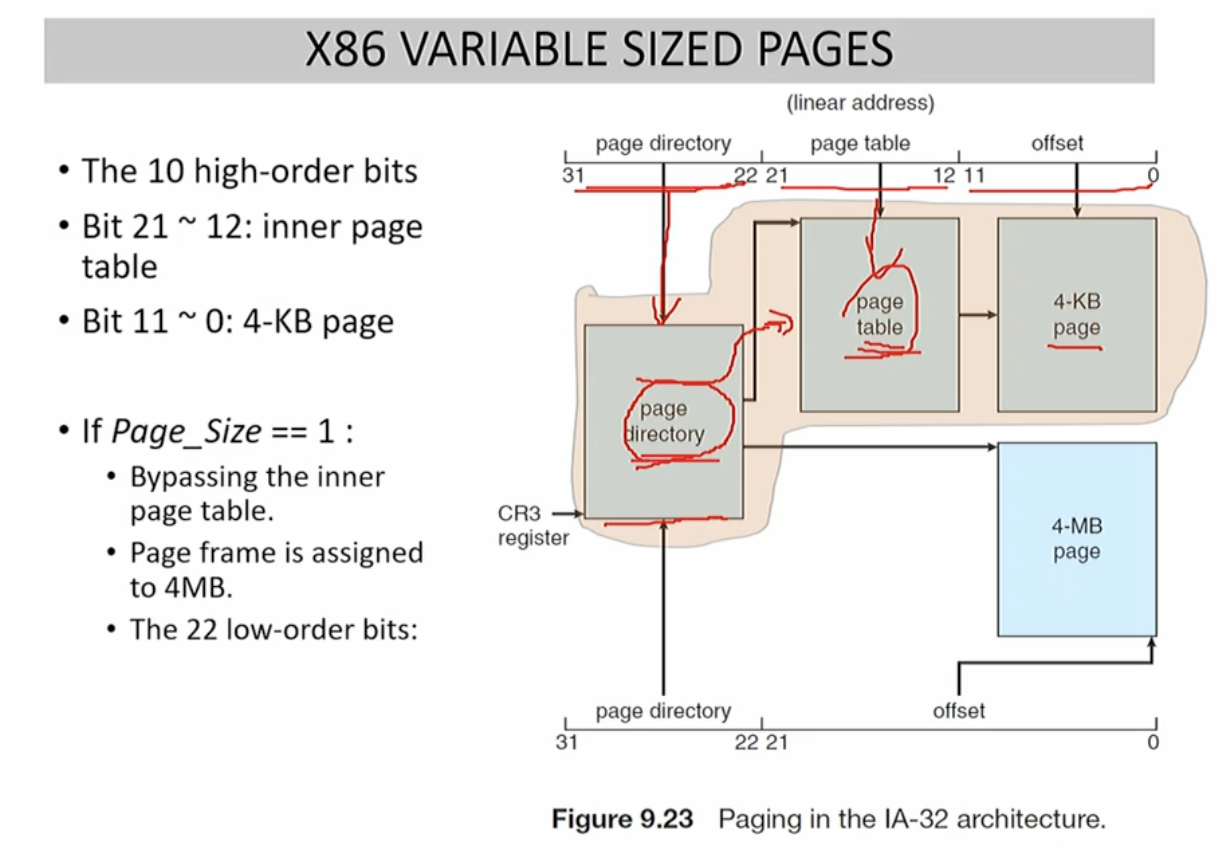 X86 VARIABLE SIZED PAGES
• The 10 high-order bits
• Bit 21 ~ 12: inner page
table
• Bit 11 ~ 0: 4-KB page
• If Page_Size == 1 :
• Bypassing the inner
page table.
• Page frame is assigned
to 4MB.
• The 22 low-order bits:
(linear address)
page directory page table offset
31 22 21 12 11 0
page
table
4-KB
page
page
directory
CR3
register
4-MB
page
page directory offset
31 22 21 0
Figure 9.23 Paging in the IA-32 architecture.